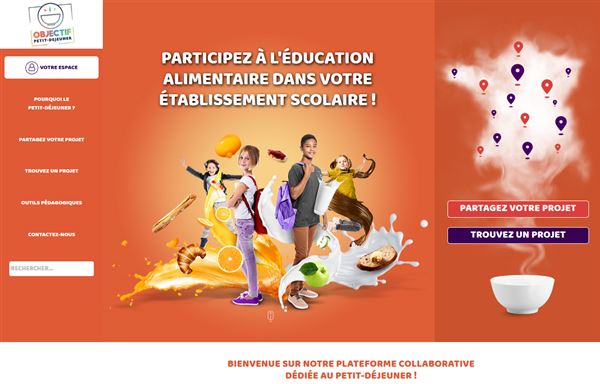 OBJECTIF
PETIT-DÉJEUNER
VOTRE ESPACE
POURQUOI LE
PETIT-DÉJEUNER ?
PARTAGEZ VOTRE PROJET
TROUVEZ UN PROJET
OUTILS PÉDAGOGIQUES
CONTACTEZ-NOUS
RECHERCHER...
PARTICIPEZ À L'ÉDUCATION
ALIMENTAIRE DANS VOTRE
ÉTABLISSEMENT SCOLAIRE !
PARTAGEZ VOTRE PROJET
TROUVEZ UN PROJET
BIENVENUE SUR NOTRE PLATEFORME COLLABORATIVE
DÉDIÉE AU PETIT-DÉJEUNER !